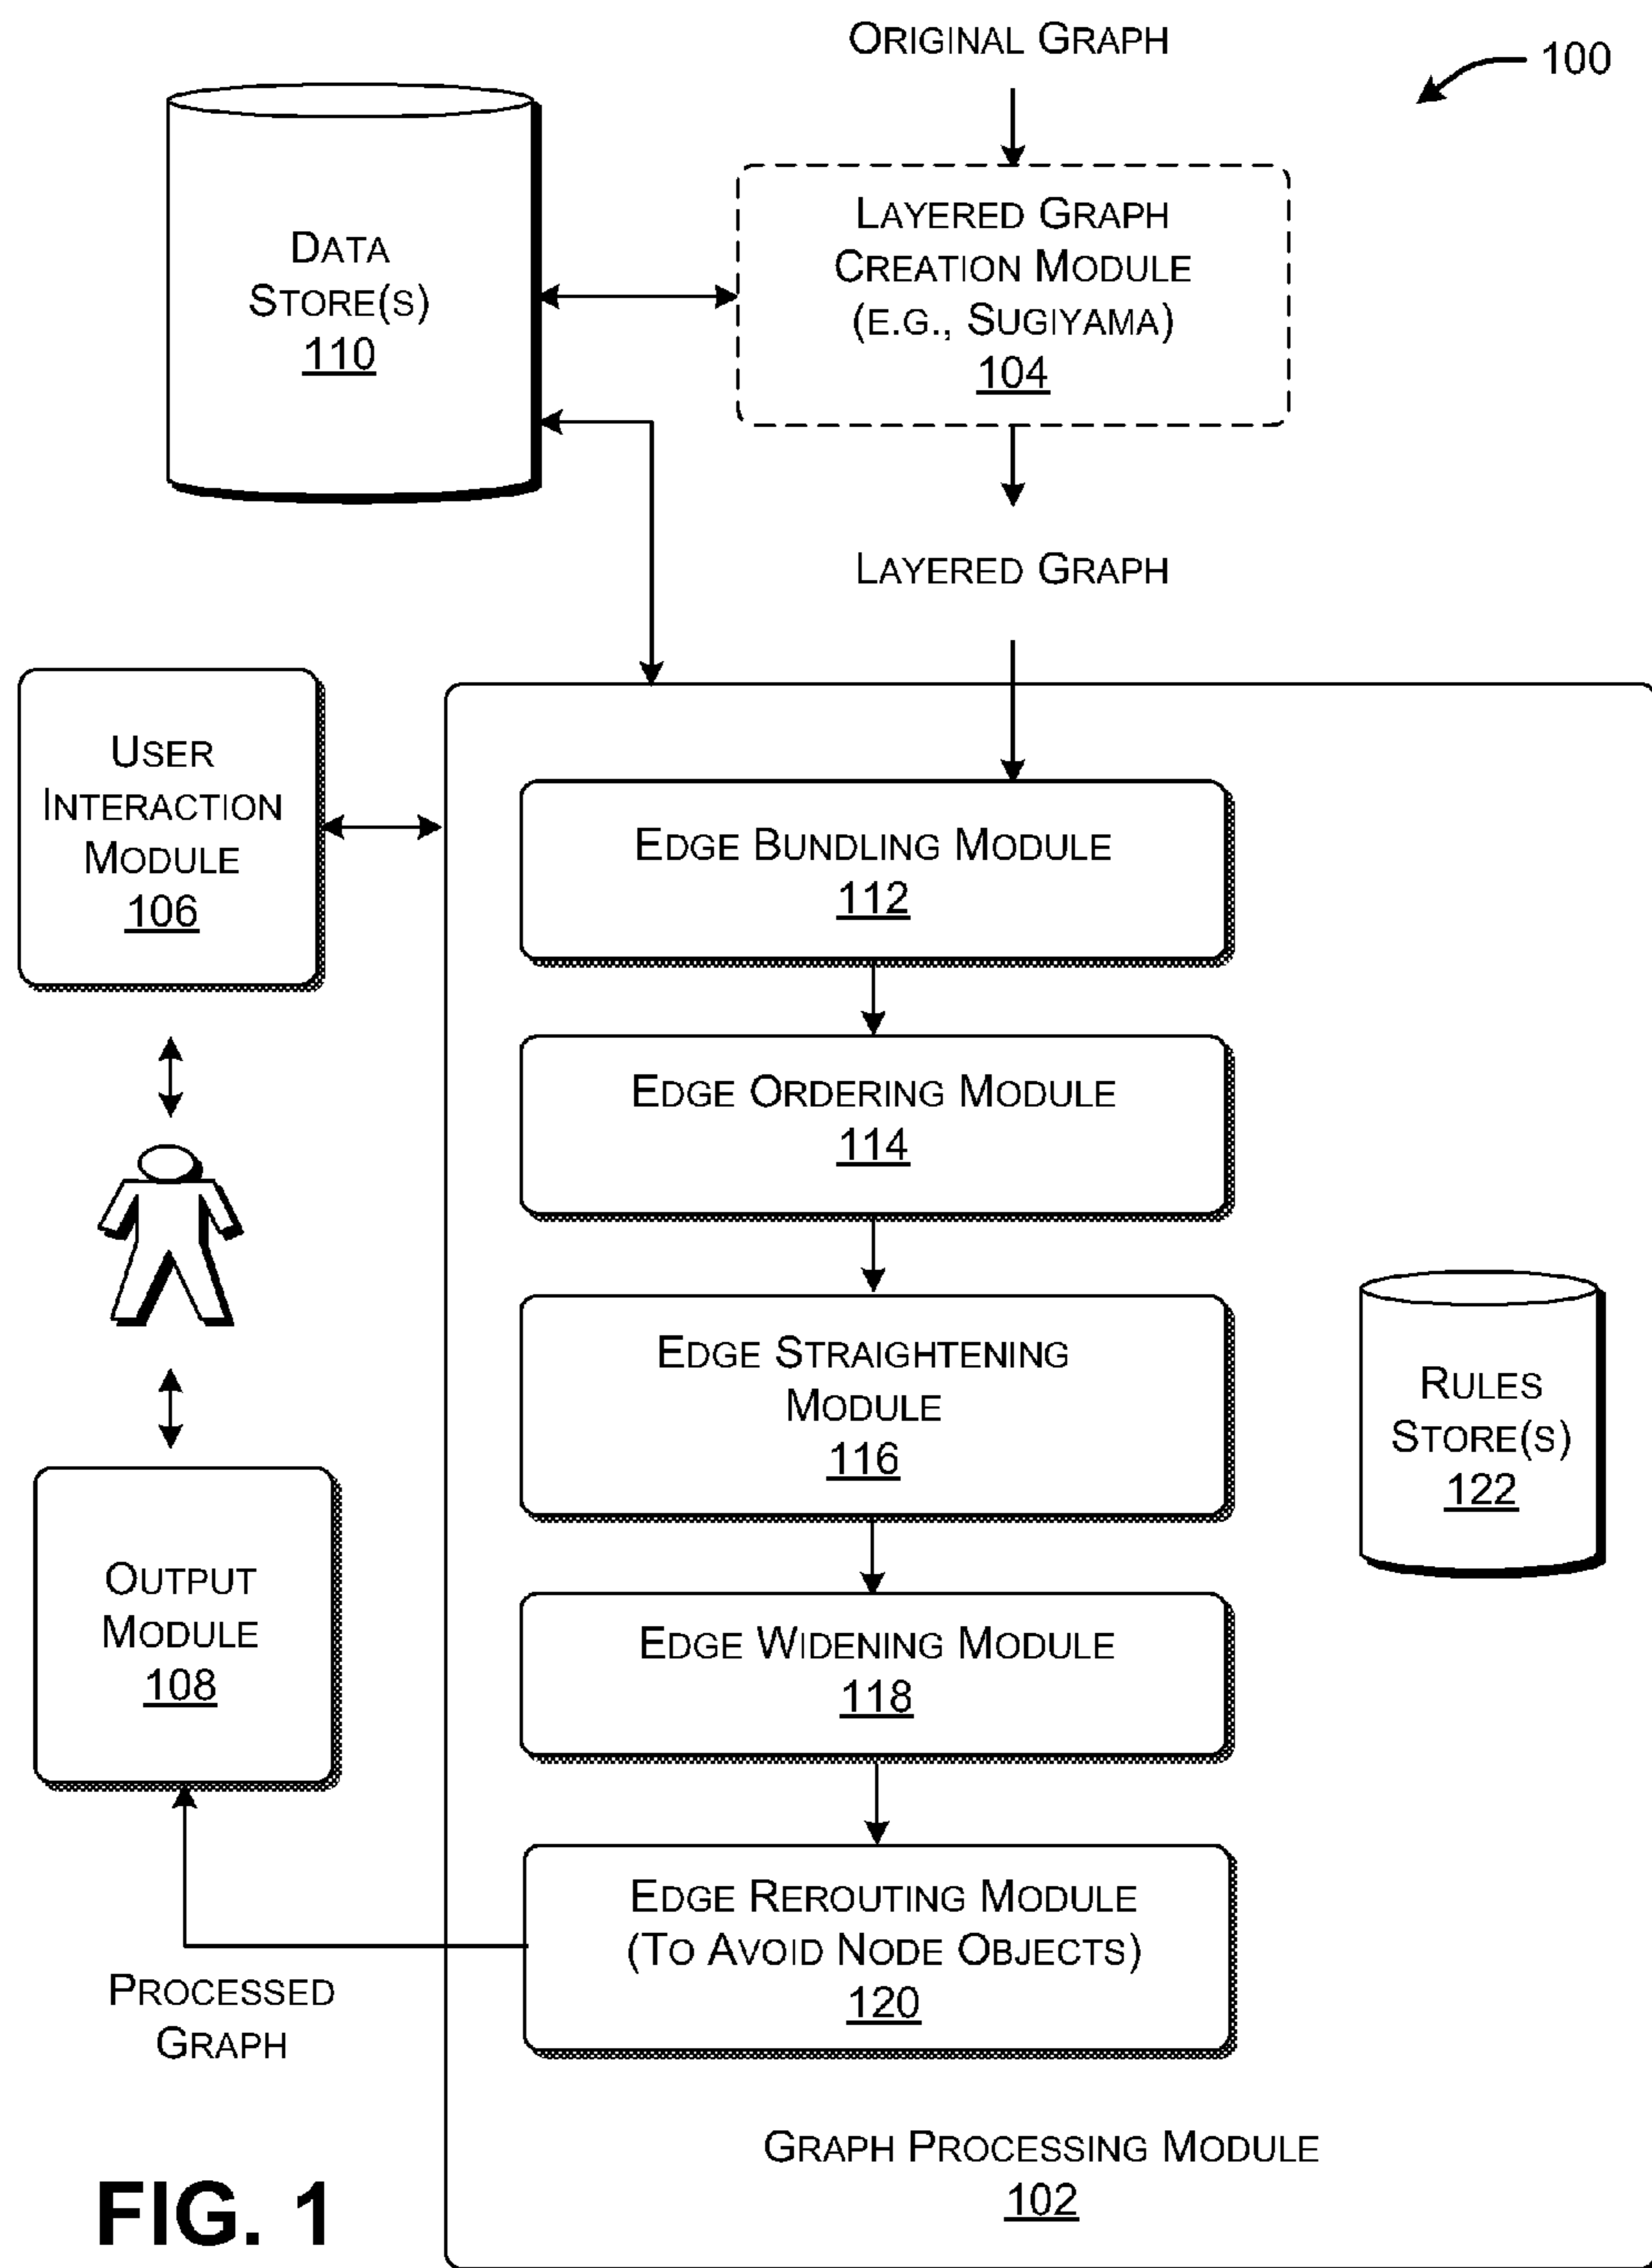 ORIGINAL GRAPH
100
DATA
STORE(S)
110
LAYERED GRAPH
CREATION MODULE
(E.G., SUGIYAMA)
104
LAYERED GRAPH
USER
INTERACTION
MODULE
106
EDGE BUNDLING MODULE
112
EDGE ORDERING MODULE
114
EDGE STRAIGHTENING
MODULE
116
RULES
STORE(S)
122
OUTPUT
MODULE
108
EDGE WIDENING MODULE
118
EDGE REROUTING MODULE
(TO AVOID NODE OBJECTS)
120
PROCESSED
GRAPH
GRAPH PROCESSING MODULE
102
FIG. 1